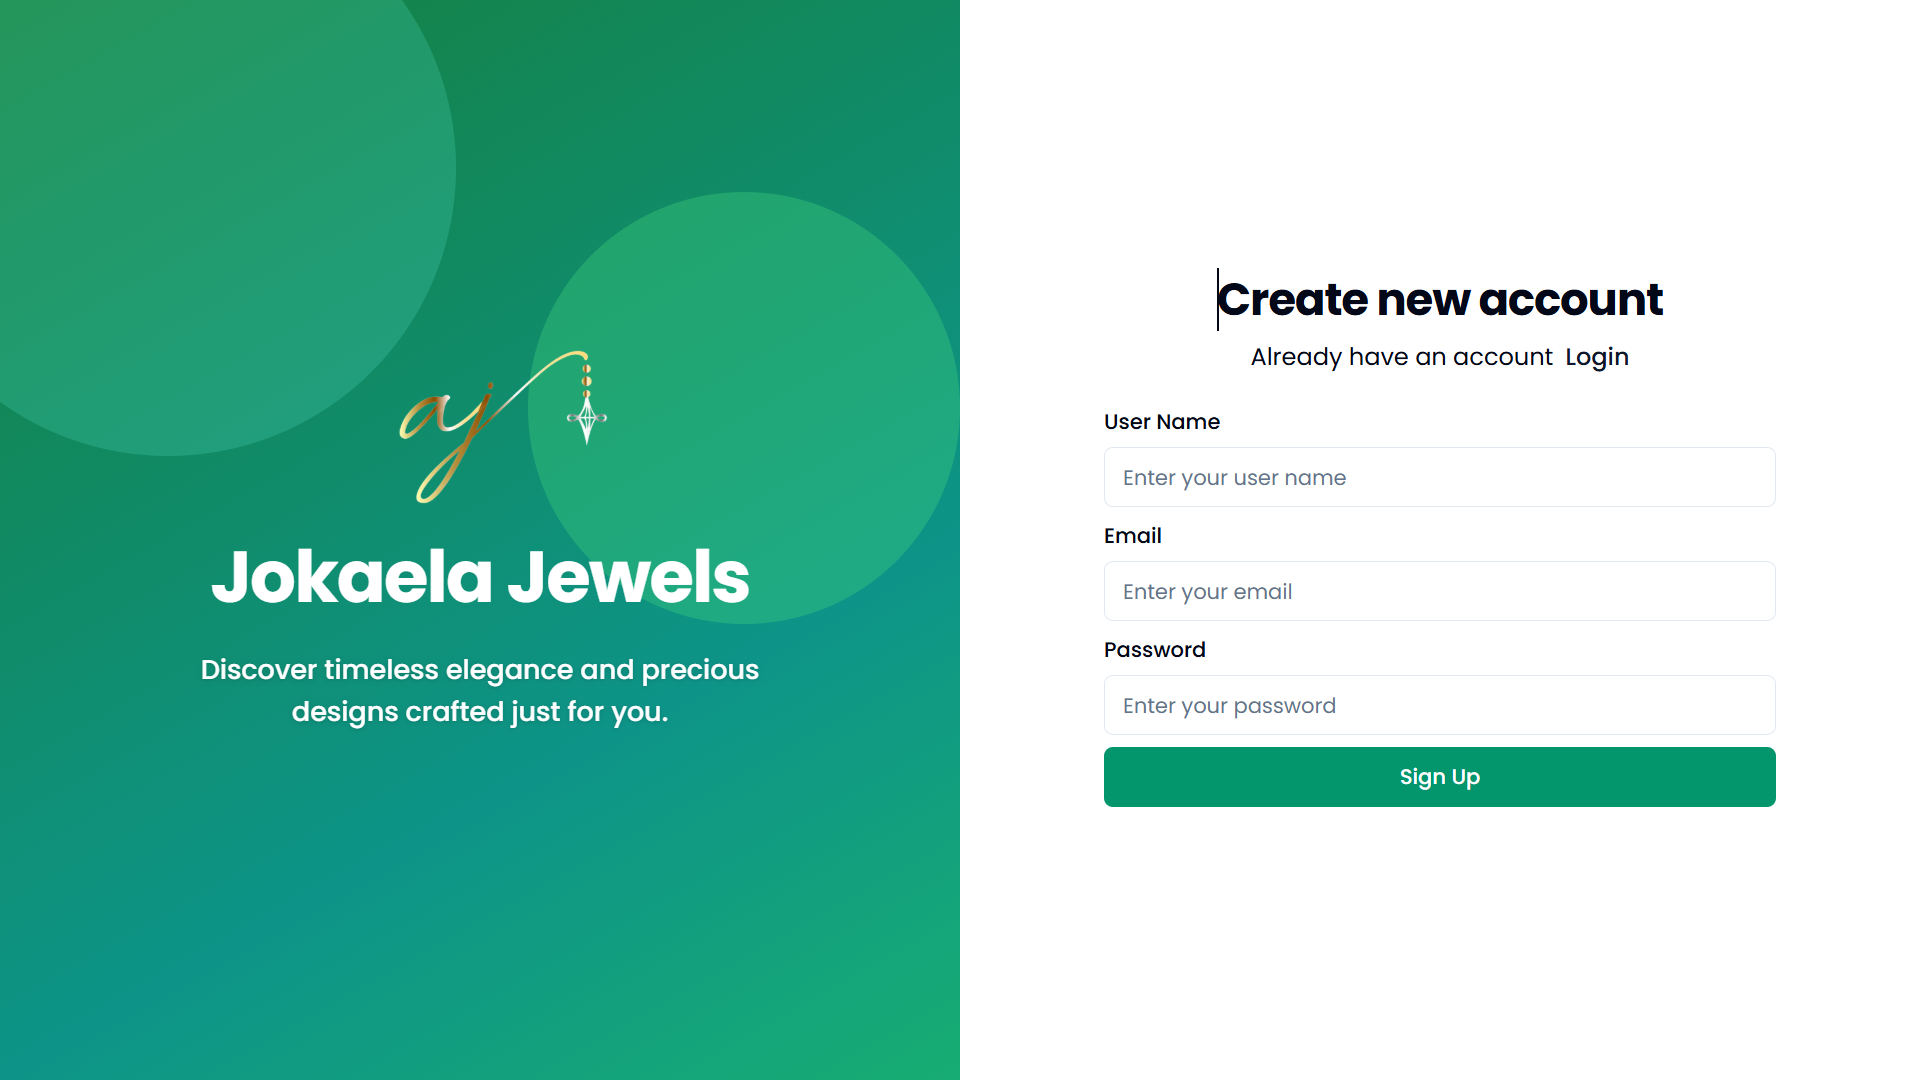 aj
Jokaela Jewels
Discover timeless elegance and precious
designs crafted just for you.
Create new account
Already have an account Login
User Name
Enter your user name
Email
Enter your email
Password
Enter your password
Sign Up